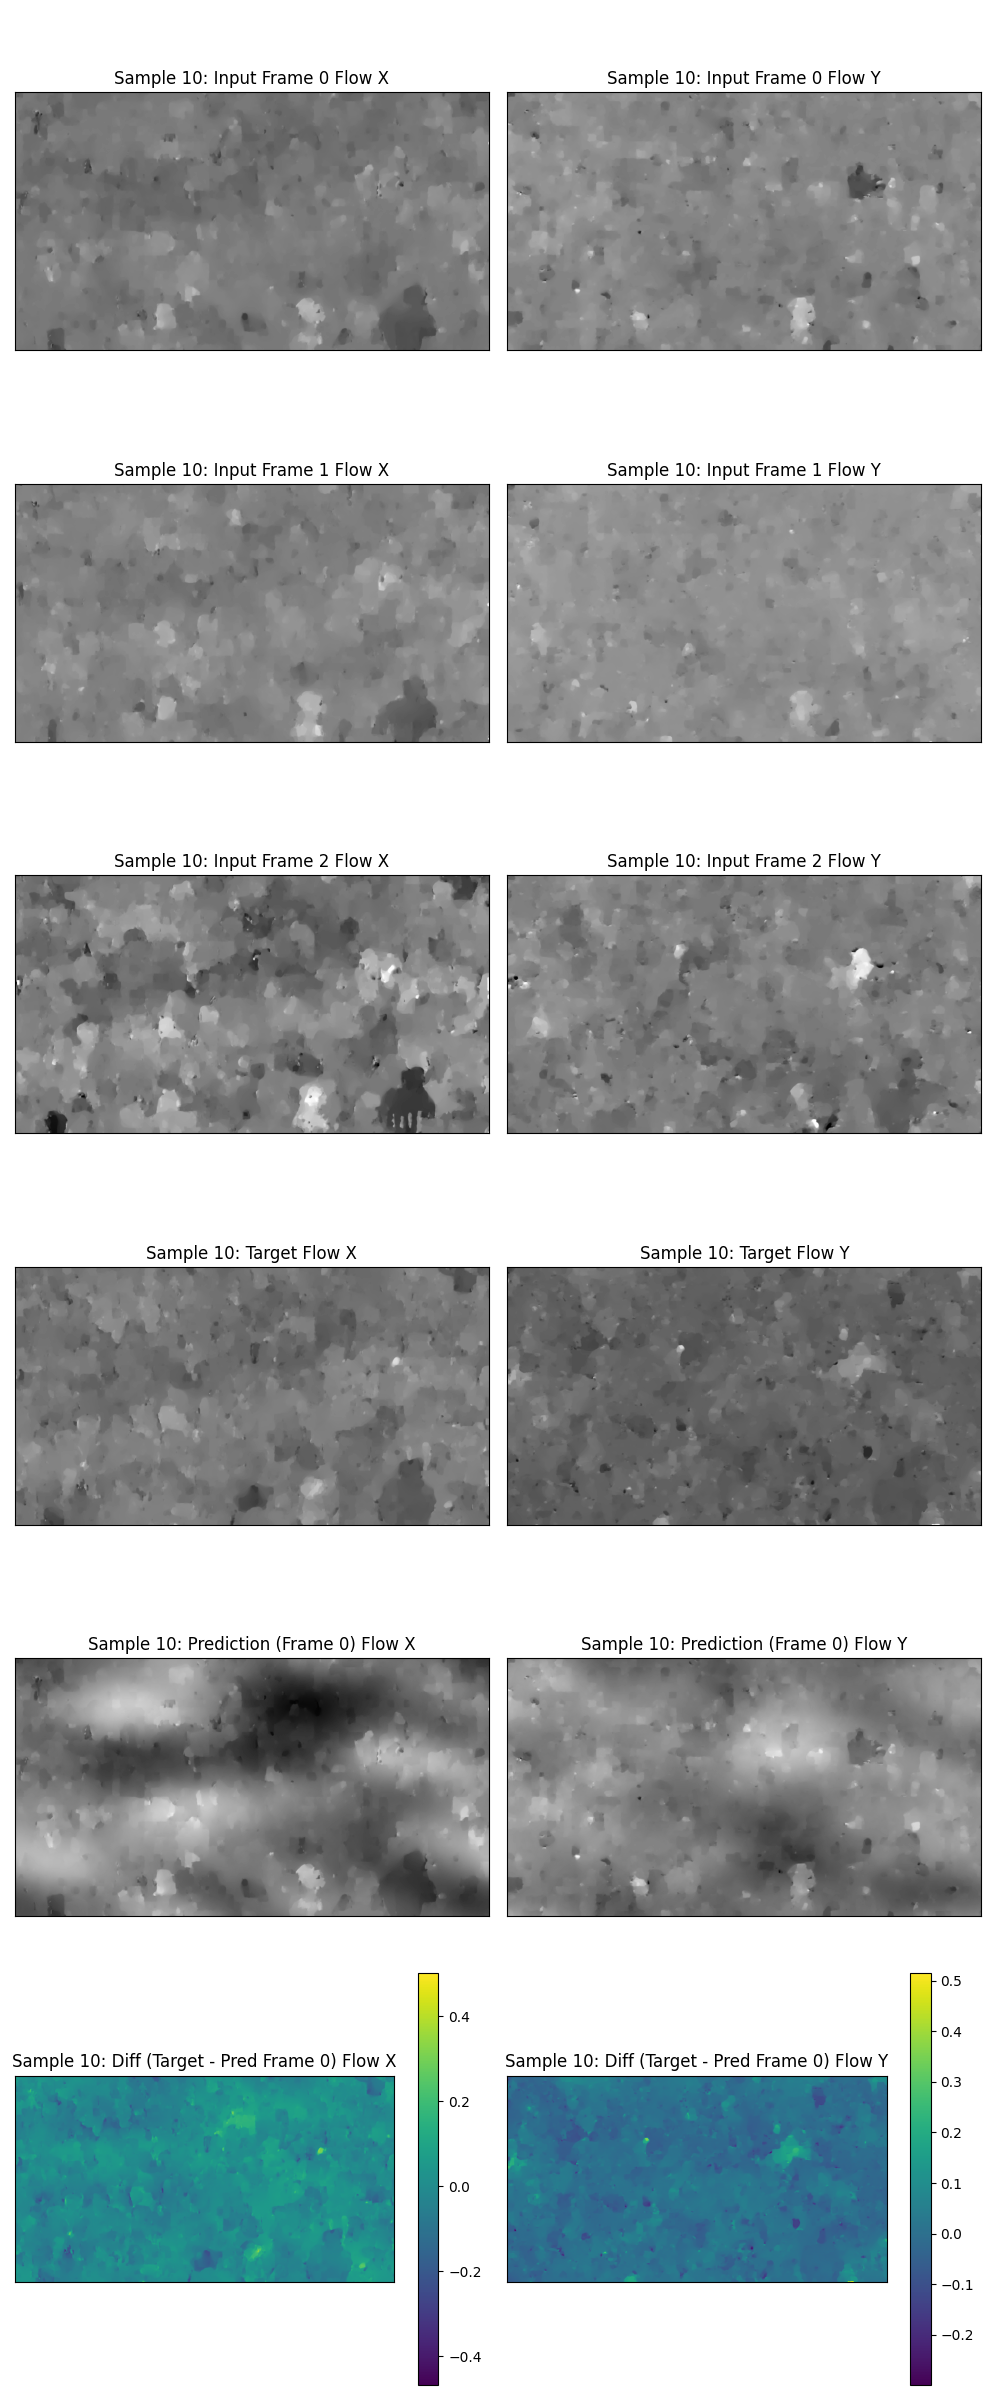 Sample 10: Input Frame 0 Flow X
Sample 10: Input Frame 0 Flow Y
Sample 10: Input Frame 1 Flow X
Sample 10: Input Frame 1 Flow Y
Sample 10: Input Frame 2 Flow X
Sample 10: Input Frame 2 Flow Y
Sample 10: Target Flow X
Sample 10: Target Flow Y
Sample 10: Prediction (Frame 0) Flow X
Sample 10: Prediction (Frame 0) Flow Y
Sample 10: Diff (Target - Pred Frame 0) Flow X
0.4
0.2
0.0
−0.2
−0.4
Sample 10: Diff (Target - Pred Frame 0) Flow Y
0.5
0.4
0.3
0.2
0.1
0.0
−0.1
−0.2